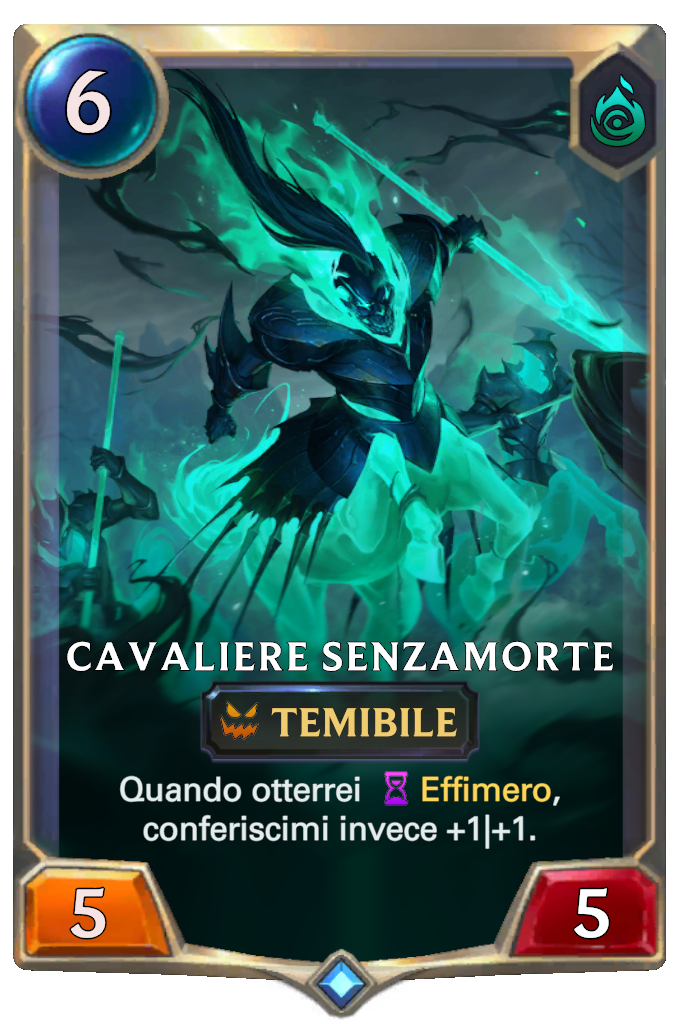 6
CAVALIERE SENZAMORTE
TEMIBILE
Quando otterrei Effimero,
conferiscimi invece +1|+1.
5
5